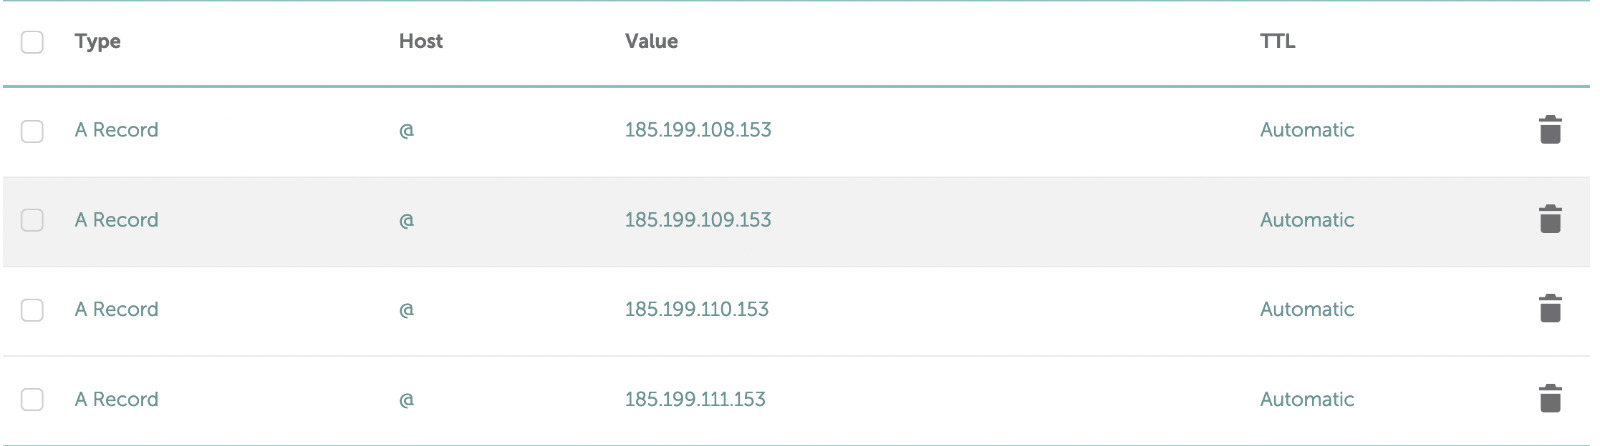 Type Host Value TTL
A Record @ 185.199.108.153 Automatic
A Record @ 185.199.109.153 Automatic
A Record @ 185.199.110.153 Automatic
A Record @ 185.199.111.153 Automatic